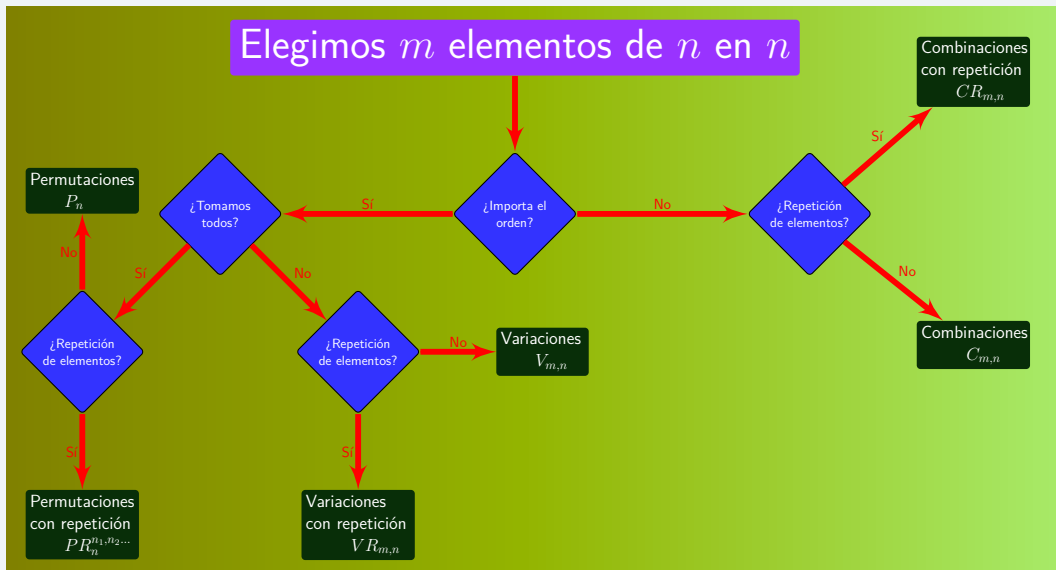 Elegimos m elementos de n en n
Combinaciones
con repetición
CR_{m,n}
Sí
Permutaciones
P_n
¿Tomamos
todos?
Sí
¿Importa el
orden?
No
¿Repetición
de elementos?
No
Sí
No
No
¿Repetición
de elementos?
¿Repetición
de elementos?
No
Variaciones
V_{m,n}
Combinaciones
C_{m,n}
Sí
Sí
Permutaciones
con repetición
PR_n^{n_1,n_2...}
Variaciones
con repetición
VR_{m,n}